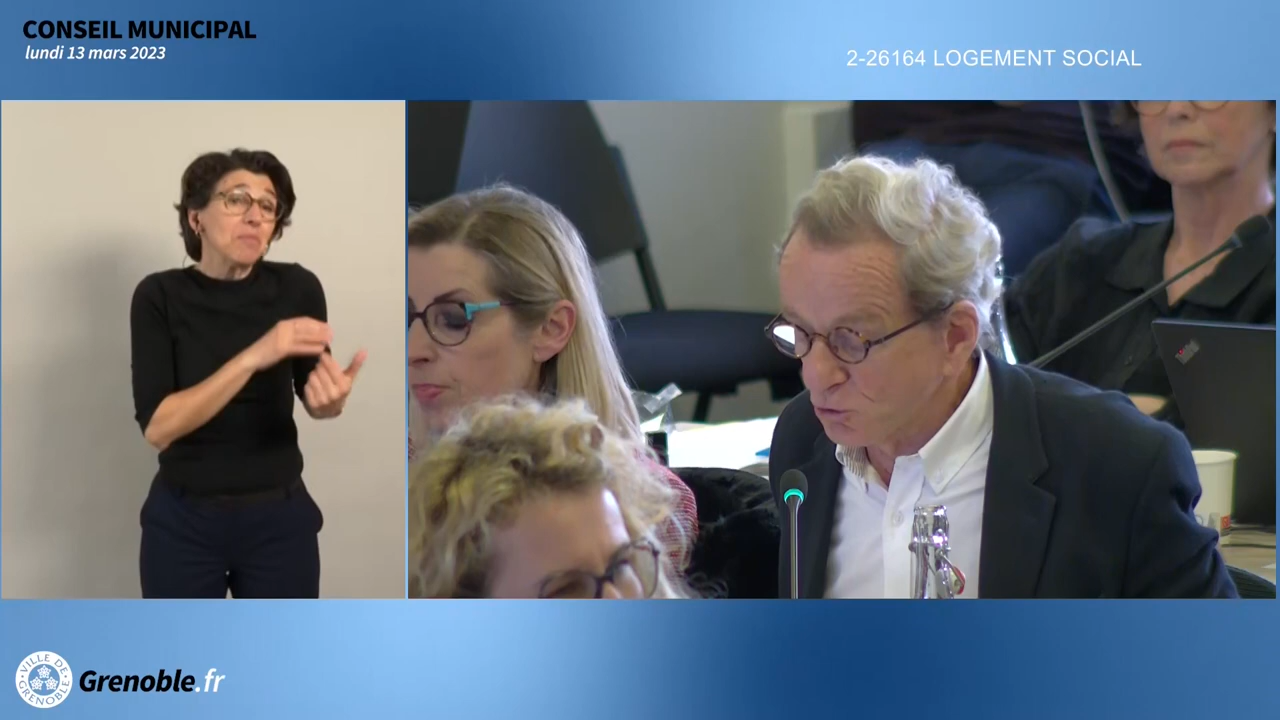 CONSEIL MUNICIPAL
lundi 13 mars 2023
2-26164 LOGEMENT SOCIAL
VILLE DE
GRENOBLE
Grenoble.fr